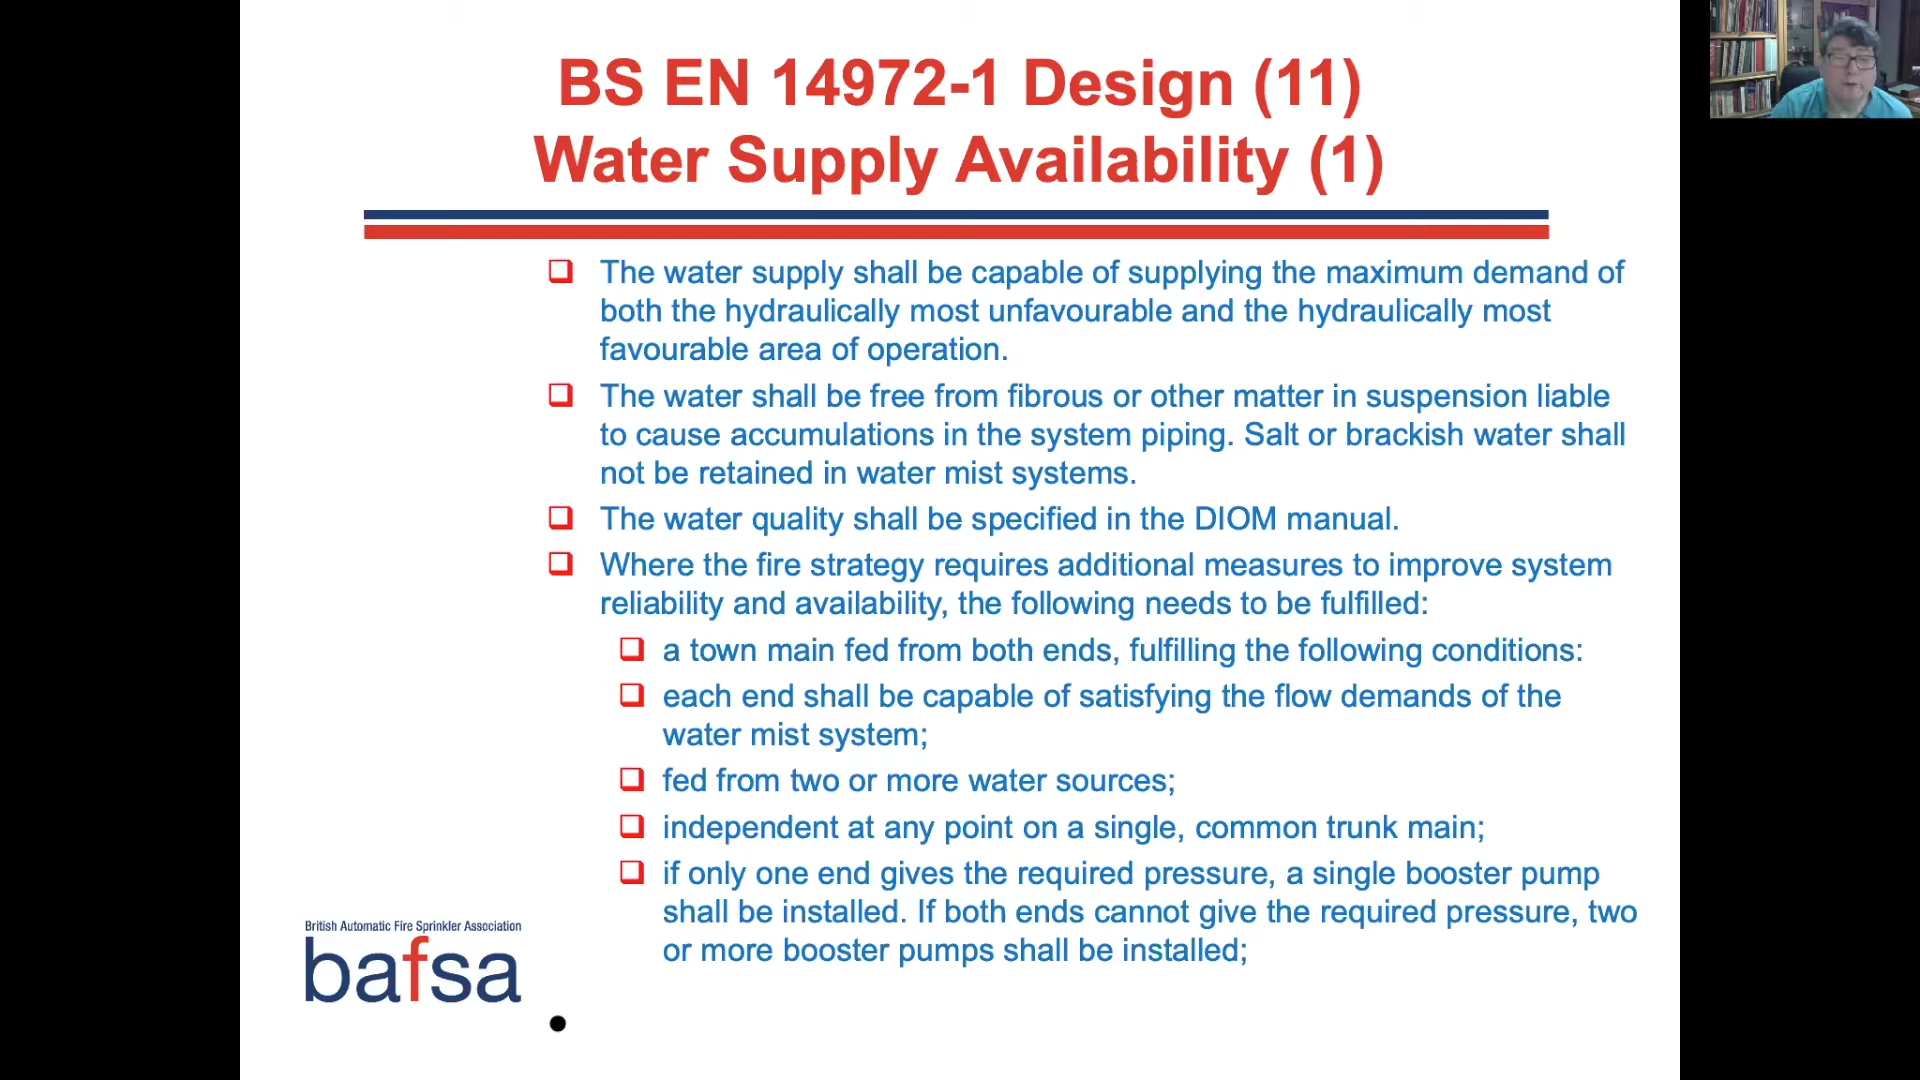 BS EN 14972-1 Design (11)
Water Supply Availability (1)
The water supply shall be capable of supplying the maximum demand of
both the hydraulically most unfavourable and the hydraulically most
favourable area of operation.
The water shall be free from fibrous or other matter in suspension liable
to cause accumulations in the system piping. Salt or brackish water shall
not be retained in water mist systems.
The water quality shall be specified in the DIOM manual.
Where the fire strategy requires additional measures to improve system
reliability and availability, the following needs to be fulfilled:
a town main fed from both ends, fulfilling the following conditions:
each end shall be capable of satisfying the flow demands of the
water mist system;
fed from two or more water sources;
independent at any point on a single, common trunk main;
if only one end gives the required pressure, a single booster pump
shall be installed. If both ends cannot give the required pressure, two
or more booster pumps shall be installed;
British Automatic Fire Sprinkler Association
bafsa